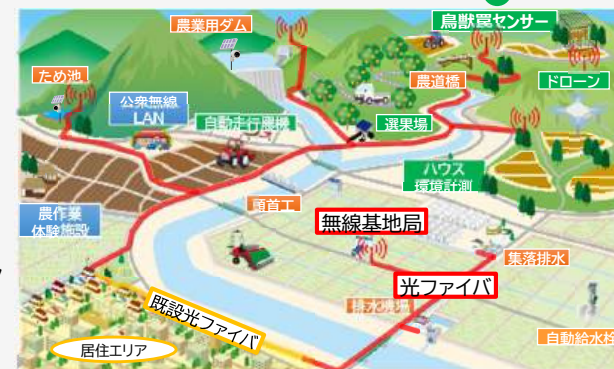 農業用ダム
鳥獣罠センサー
ため池
農道橋
ドローン
公衆無線
LAN
自動走行農機
選果場
ハウス
環境計測
農作業
体験施設
頭首工
無線基地局
集落排水
光ファイバ
既設光ファイバ
排水機場
自動給水栓
居住エリア